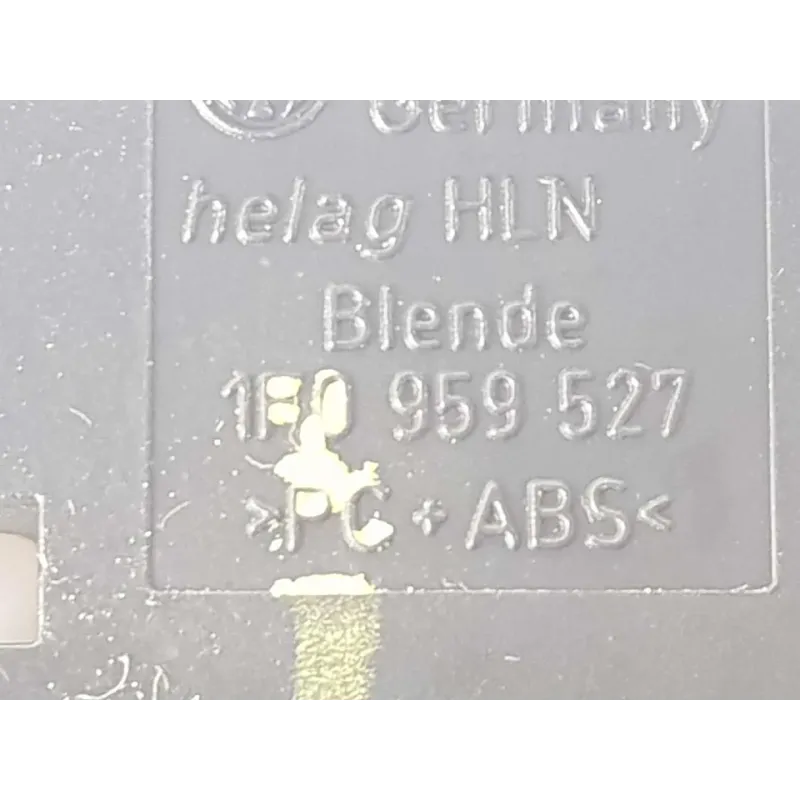 Germany
helag HLN
Blende
1F0 959 527
>PC + ABS<